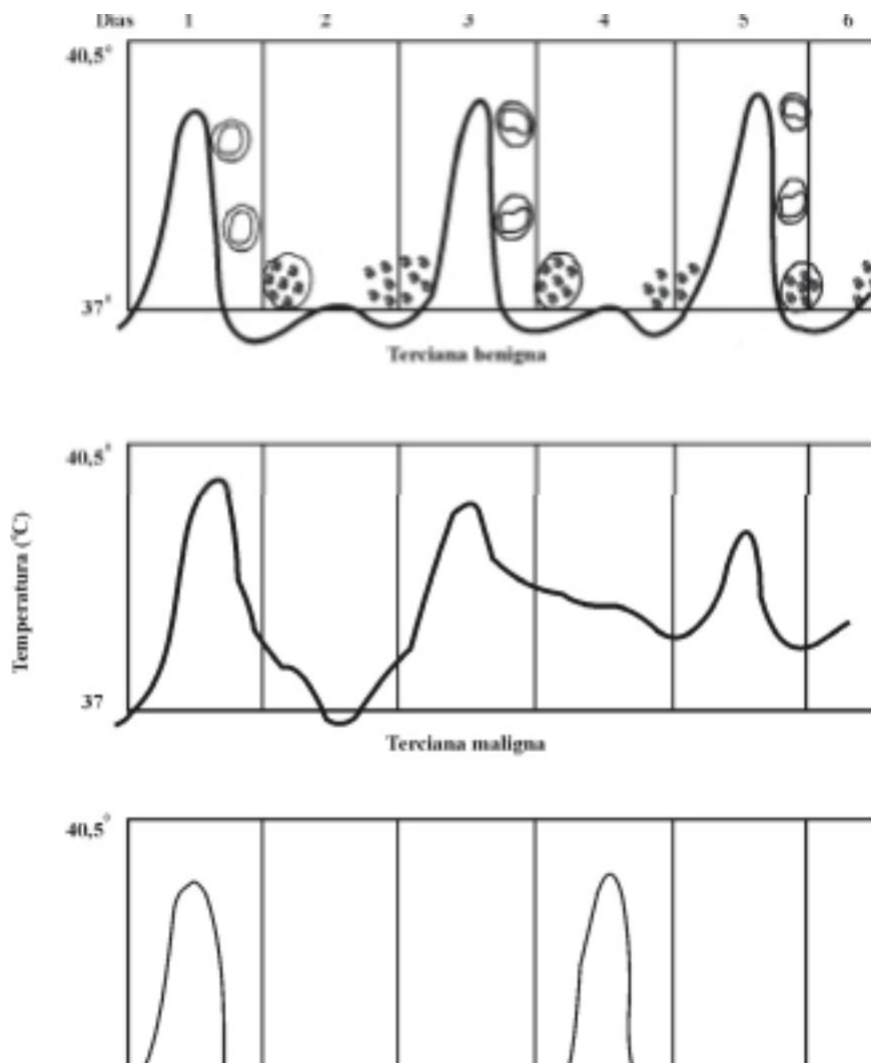 Dias 1 2 3 4 5 6
40,5°
37°
Terciana benigna
40,5°
Temperatura (°C)
37
Terciana maligna
40,5°